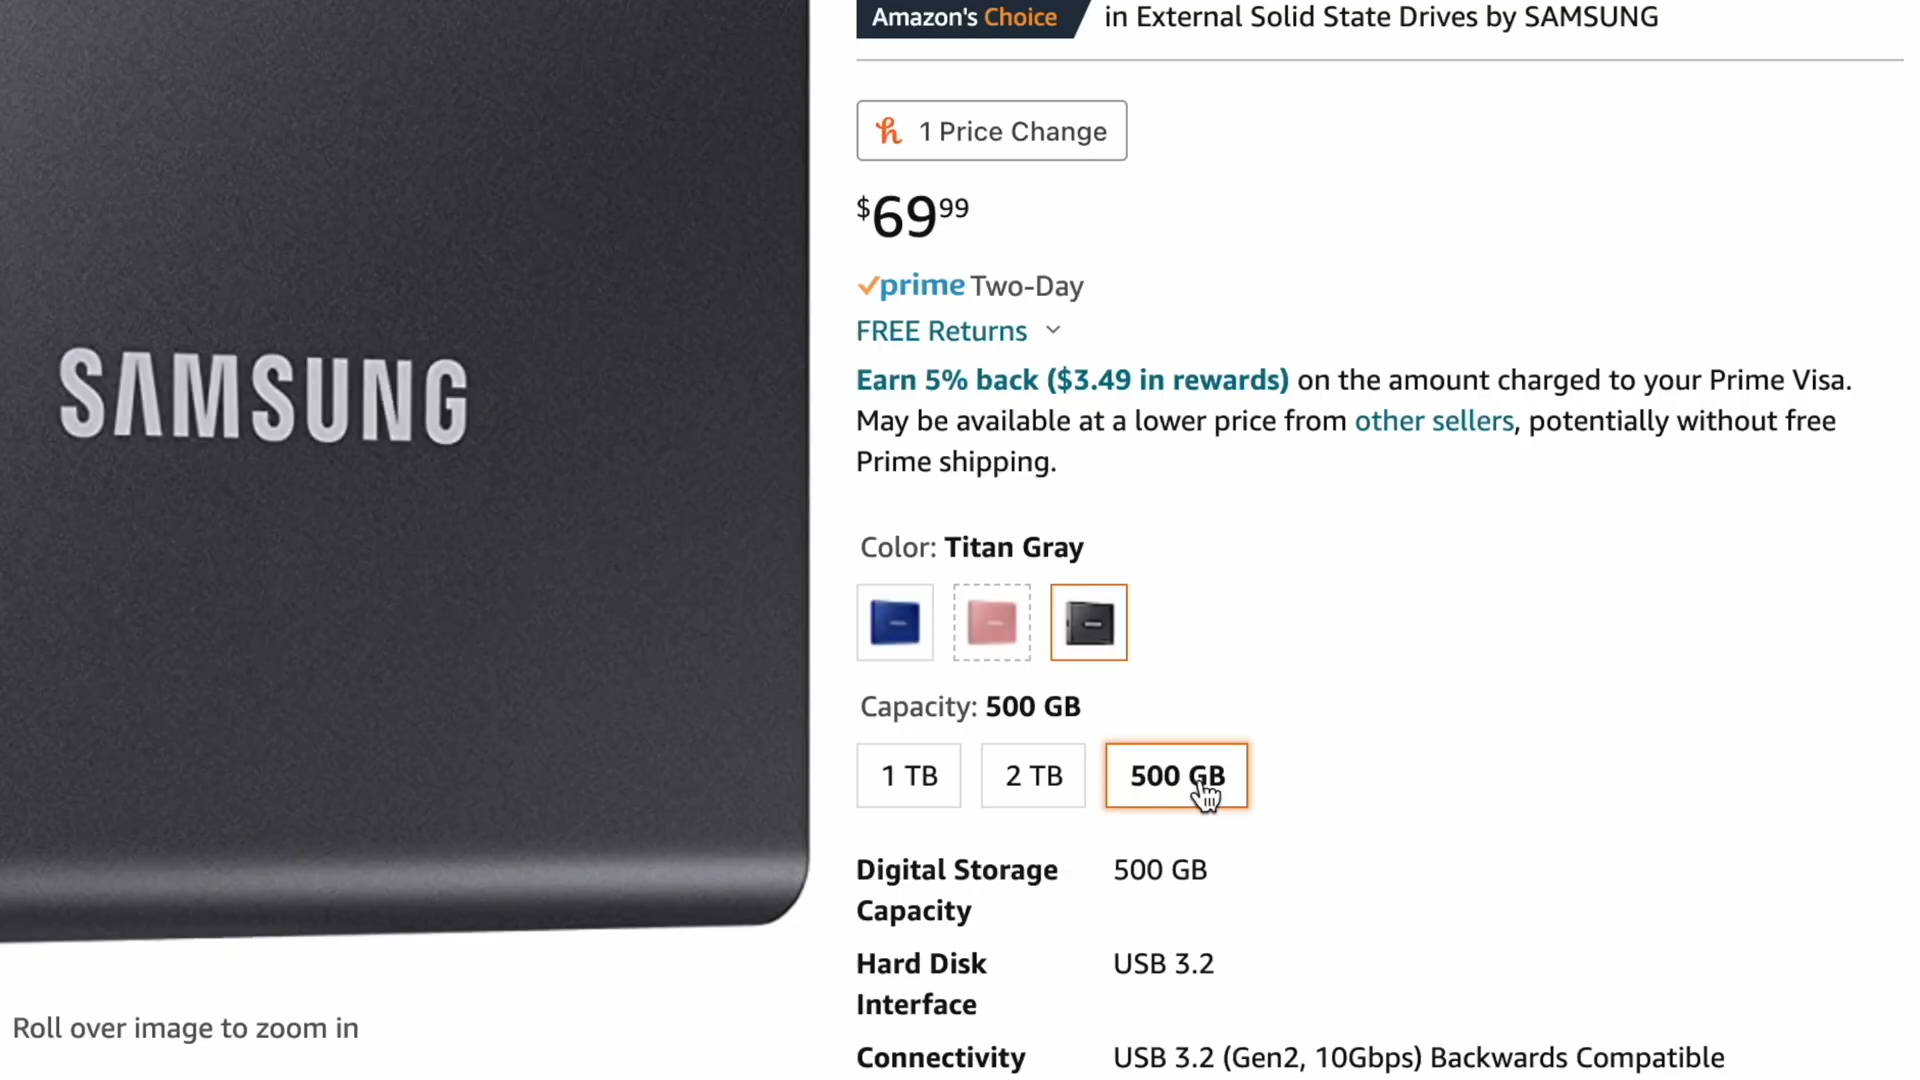 Amazon's Choice in External Solid State Drives by SAMSUNG
1 Price Change
$69 99
prime Two-Day
FREE Returns
Earn 5% back ($3.49 in rewards) on the amount charged to your Prime Visa.
May be available at a lower price from other sellers, potentially without free
Prime shipping.
SAMSUNG
Color: Titan Gray
Capacity: 500 GB
1 TB 2 TB 500 GB
Digital Storage 500 GB
Capacity
Hard Disk USB 3.2
Interface
Connectivity USB 3.2 (Gen2, 10Gbps) Backwards Compatible
Roll over image to zoom in